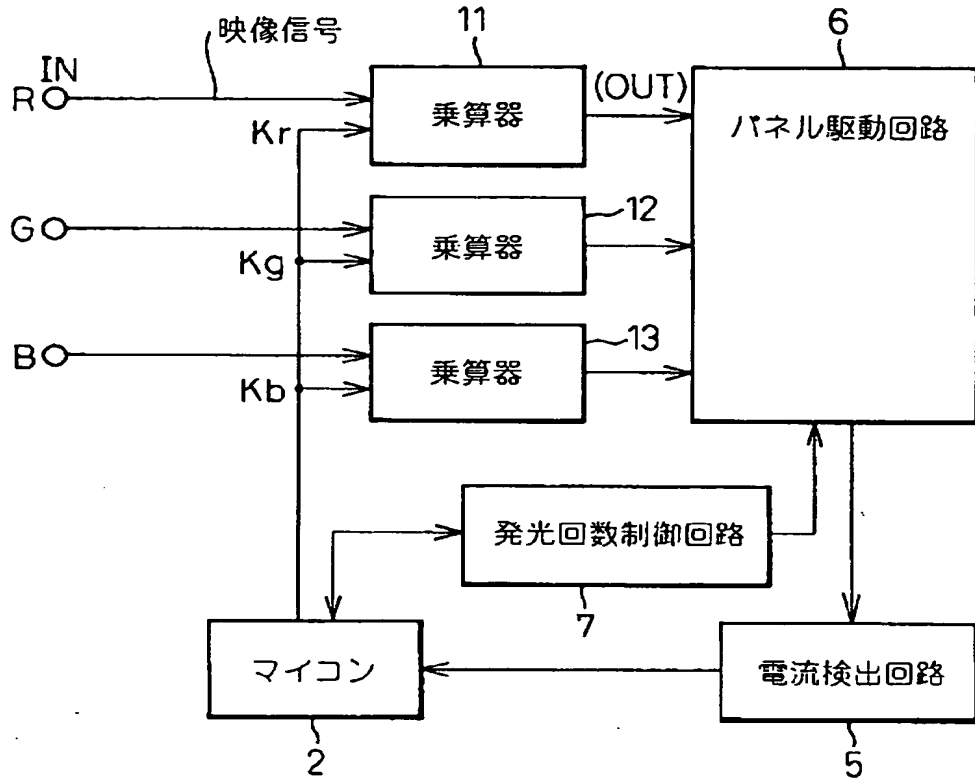 映像信号
11
6
IN
R
乗算器
(OUT)
パネル駆動回路
Kr
12
G
乗算器
Kg
13
B
乗算器
Kb
発光回数制御回路
7
マイコン
電流検出回路
2
5